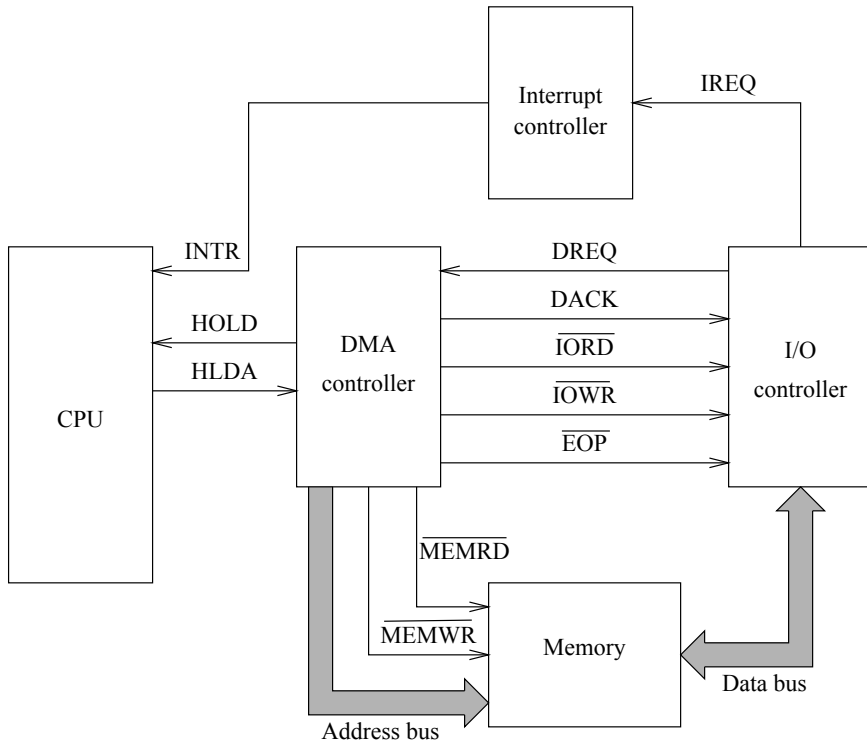 Interrupt
controller
IREQ
INTR
HOLD
HLDA
CPU
DMA
controller
DREQ
DACK
IORD
IOWR
EOP
I/O
controller
MEMRD
MEMWR
Memory
Address bus
Data bus